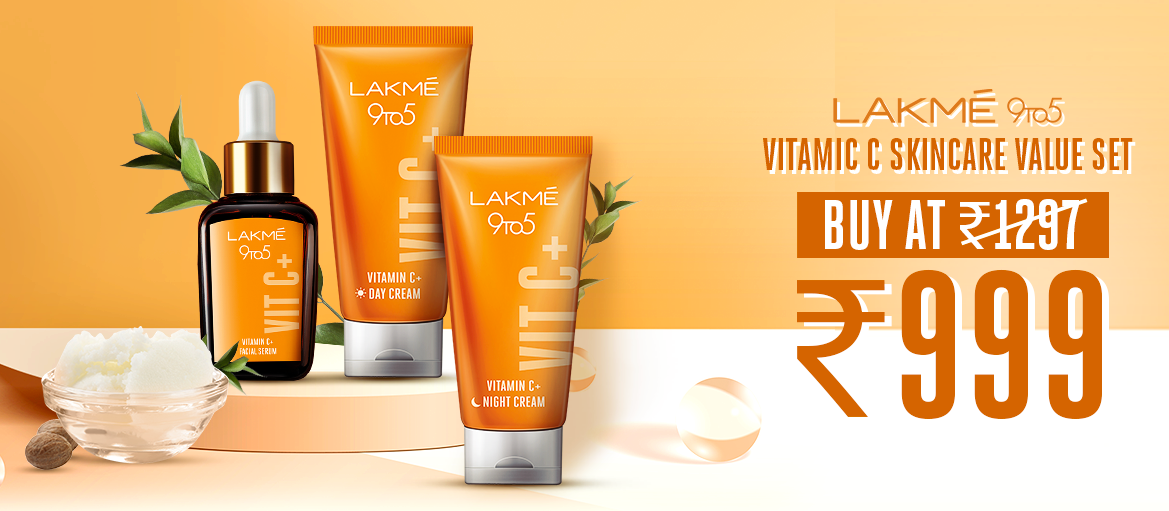 LAKMÉ
9TO5
VIT C+
VITAMIN C+
FACIAL SERUM
LAKMÉ
9TO5
VIT C+
VITAMIN C+
DAY CREAM
LAKMÉ
9TO5
VIT C+
VITAMIN C+
NIGHT CREAM
LAKMÉ 9TO5
VITAMIC C SKINCARE VALUE SET
BUY AT ₹1297
₹999